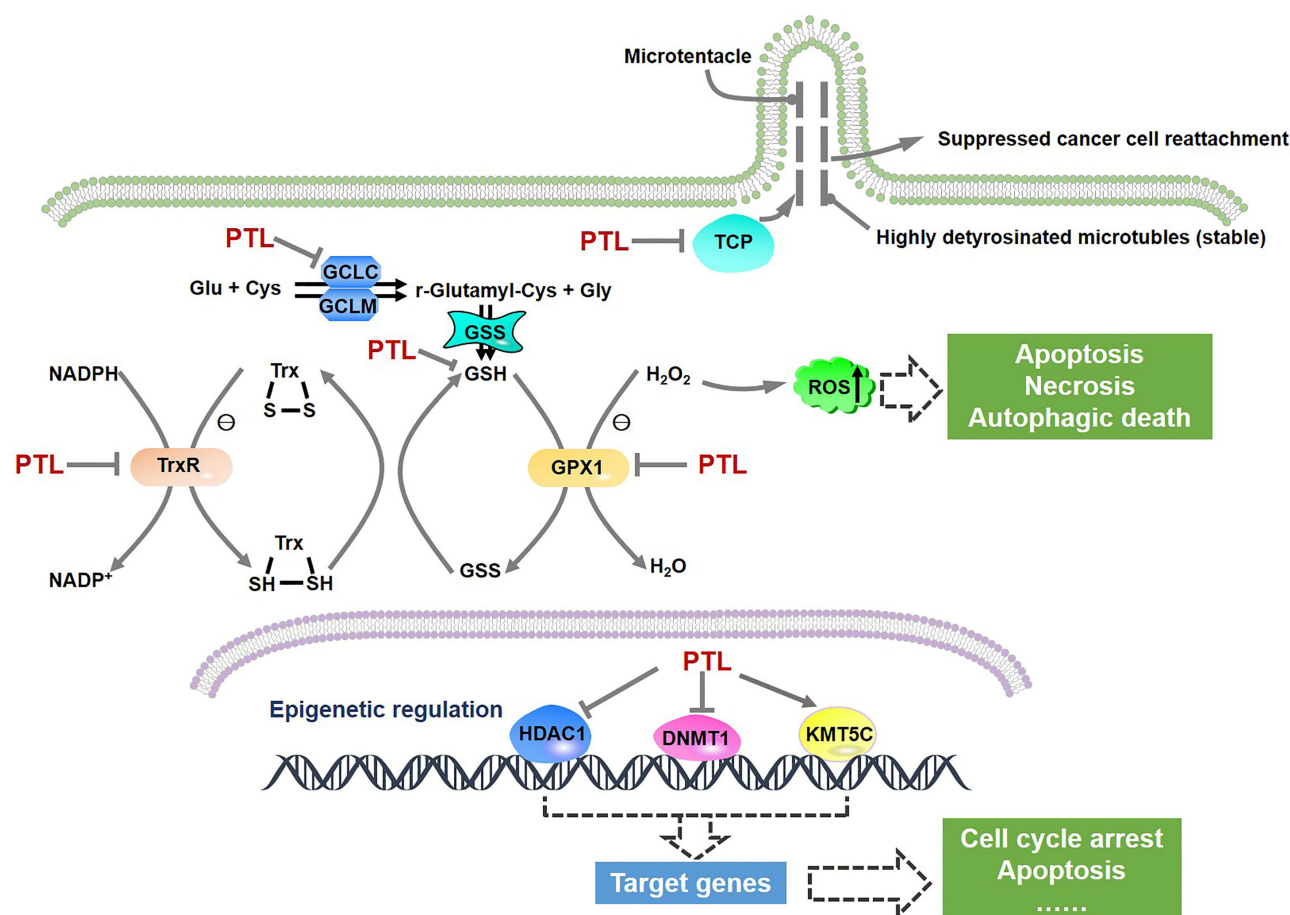 Microtentacle
Suppressed cancer cell reattachment
PTL
PTL
TCP
Highly detyrosinated microtubles (stable)
GCLC
Glu + Cys
r-Glutamyl-Cys + Gly
GCLM
GSS
PTL
NADPH
Trx
S S
GSH
H₂O₂
ROS
Apoptosis
Necrosis
Autophagic death
PTL
TrxR
GPX1
PTL
Trx
SH SH
NADP⁺
GSS
H₂O
PTL
Epigenetic regulation
HDAC1
DNMT1
KMT5C
Target genes
Cell cycle arrest
Apoptosis
......